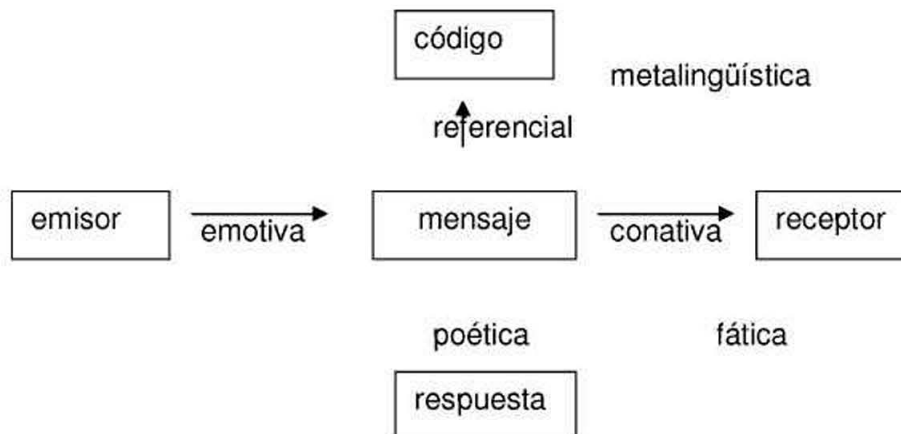 código
metalingüística
referencial
emisor
emotiva
mensaje
conativa
receptor
poética
fática
respuesta